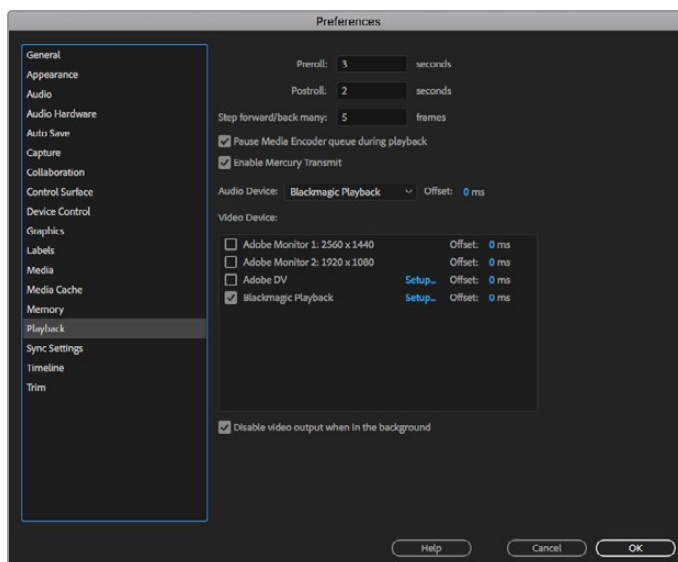 Preferences
General
Appearance
Audio
Audio Hardware
Auto Save
Capture
Collaboration
Control Surface
Device Control
Graphics
Labels
Media
Media Cache
Memory
Playback
Sync Settings
Timeline
Trim
Preroll: 3 seconds
Postroll: 2 seconds
Step forward/back many: 5 frames
Pause Media Encoder queue during playback
Enable Mercury Transmit
Audio Device: Blackmagic Playback Offset: 0 ms
Video Device:
Adobe Monitor 1: 2560 x 1440 Offset: 0 ms
Adobe Monitor 2: 1920 x 1080 Offset: 0 ms
Adobe DV Setup... Offset: 0 ms
Blackmagic Playback Setup... Offset: 0 ms
Disable video output when in the background
Help Cancel OK